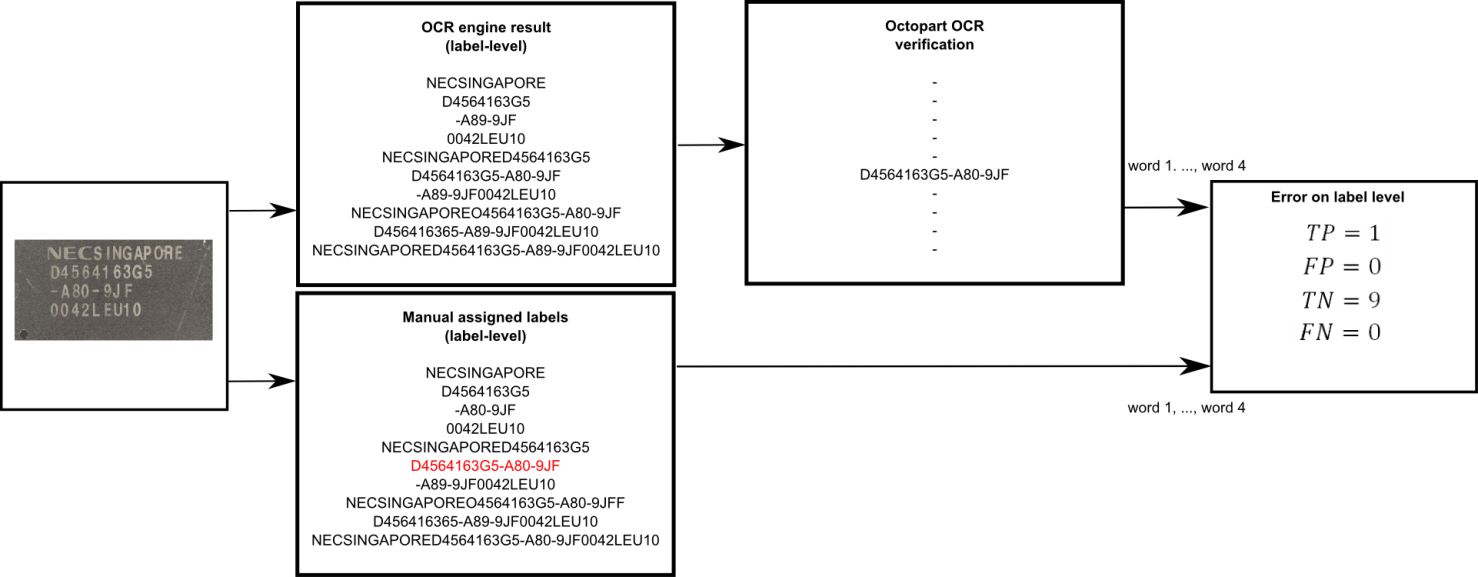 NECSINGAPORE
D4564163G5
-A80-9JF
0042LEU10
OCR engine result
(label-level)
NECSINGAPORE
D4564163G5
-A89-9JF
0042LEU10
NECSINGAPORED4564163G5
D4564163G5-A80-9JF
-A89-9JF0042LEU10
NECSINGAPOREO4564163G5-A80-9JF
D456416365-A89-9JF0042LEU10
NECSINGAPORED4564163G5-A89-9JF0042LEU10
Manual assigned labels
(label-level)
NECSINGAPORE
D4564163G5
-A80-9JF
0042LEU10
NECSINGAPORED4564163G5
D4564163G5-A80-9JF
-A89-9JF0042LEU10
NECSINGAPOREO4564163G5-A80-9JFF
D456416365-A89-9JF0042LEU10
NECSINGAPORED4564163G5-A80-9JF0042LEU10
Octopart OCR
verification
-
-
-
-
-
D4564163G5-A80-9JF
-
-
-
-
word 1. ..., word 4
word 1, ..., word 4
Error on label level
TP = 1
FP = 0
TN = 9
FN = 0